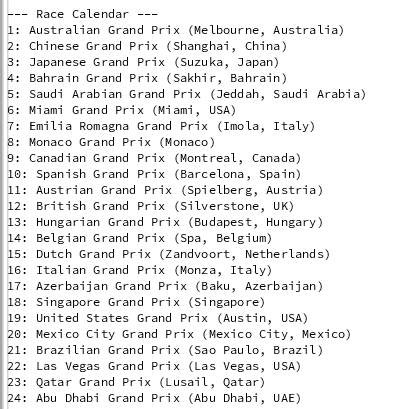 --- Race Calendar ---
1: Australian Grand Prix (Melbourne, Australia)
2: Chinese Grand Prix (Shanghai, China)
3: Japanese Grand Prix (Suzuka, Japan)
4: Bahrain Grand Prix (Sakhir, Bahrain)
5: Saudi Arabian Grand Prix (Jeddah, Saudi Arabia)
6: Miami Grand Prix (Miami, USA)
7: Emilia Romagna Grand Prix (Imola, Italy)
8: Monaco Grand Prix (Monaco)
9: Canadian Grand Prix (Montreal, Canada)
10: Spanish Grand Prix (Barcelona, Spain)
11: Austrian Grand Prix (Spielberg, Austria)
12: British Grand Prix (Silverstone, UK)
13: Hungarian Grand Prix (Budapest, Hungary)
14: Belgian Grand Prix (Spa, Belgium)
15: Dutch Grand Prix (Zandvoort, Netherlands)
16: Italian Grand Prix (Monza, Italy)
17: Azerbaijan Grand Prix (Baku, Azerbaijan)
18: Singapore Grand Prix (Singapore)
19: United States Grand Prix (Austin, USA)
20: Mexico City Grand Prix (Mexico City, Mexico)
21: Brazilian Grand Prix (Sao Paulo, Brazil)
22: Las Vegas Grand Prix (Las Vegas, USA)
23: Qatar Grand Prix (Lusail, Qatar)
24: Abu Dhabi Grand Prix (Abu Dhabi, UAE)